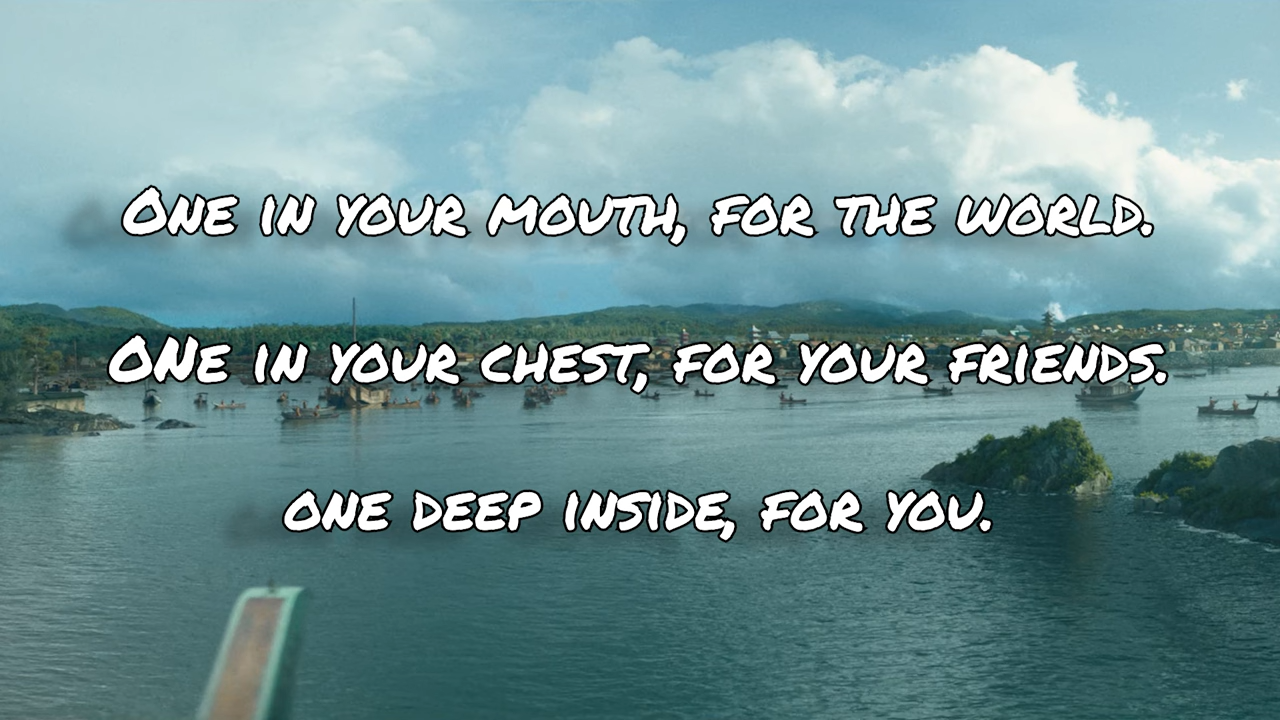 One in your mouth, for the world.
ONe in your chest, for your friends.
one deep inside, for you.